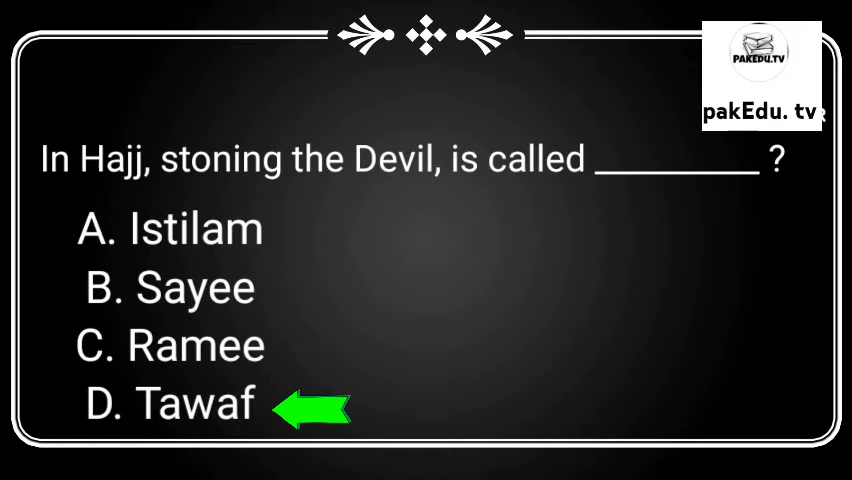 PAKEDU.TV
pakEdu. tv
In Hajj, stoning the Devil, is called __________ ?
A. Istilam
B. Sayee
C. Ramee
D. Tawaf